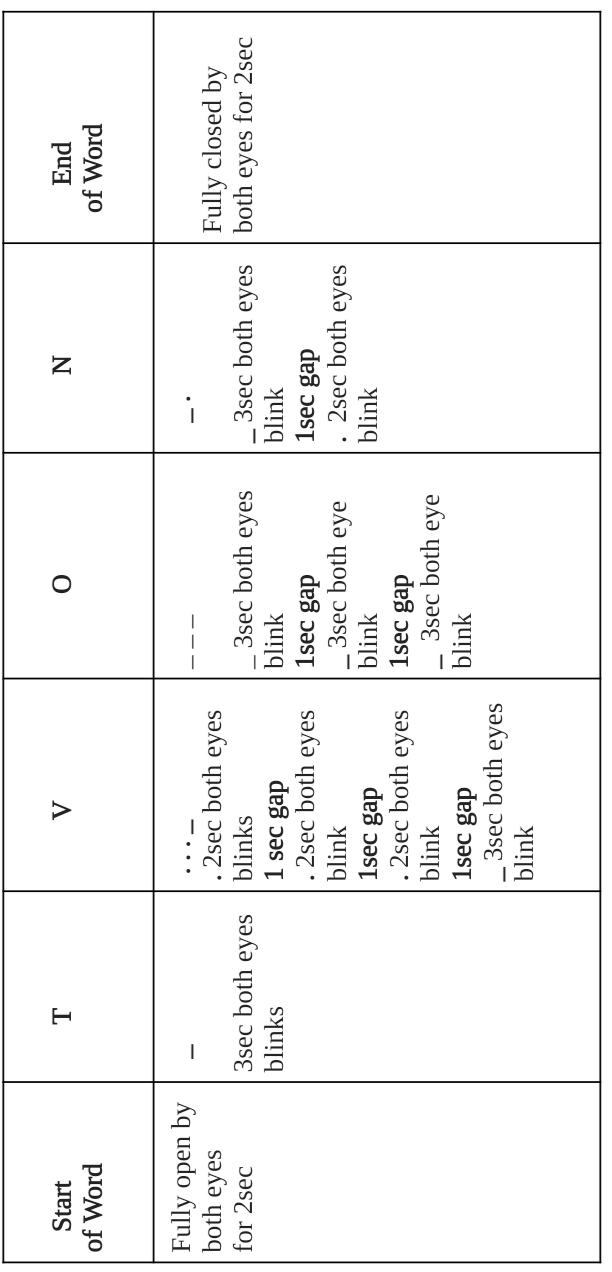 Start
of Word
T
V
O
N
End
of Word
Fully open by
both eyes
for 2sec
–
3sec both eyes
blinks
...–
. 2sec both eyes
blinks
1 sec gap
. 2sec both eyes
blink
1sec gap
. 2sec both eyes
blink
1sec gap
_ 3sec both eyes
blink
_ _ _
_ 3sec both eyes
blink
1sec gap
_ 3sec both eye
blink
1sec gap
_ 3sec both eye
blink
_ .
_ 3sec both eyes
blink
1sec gap
. 2sec both eyes
blink
Fully closed by
both eyes for 2sec